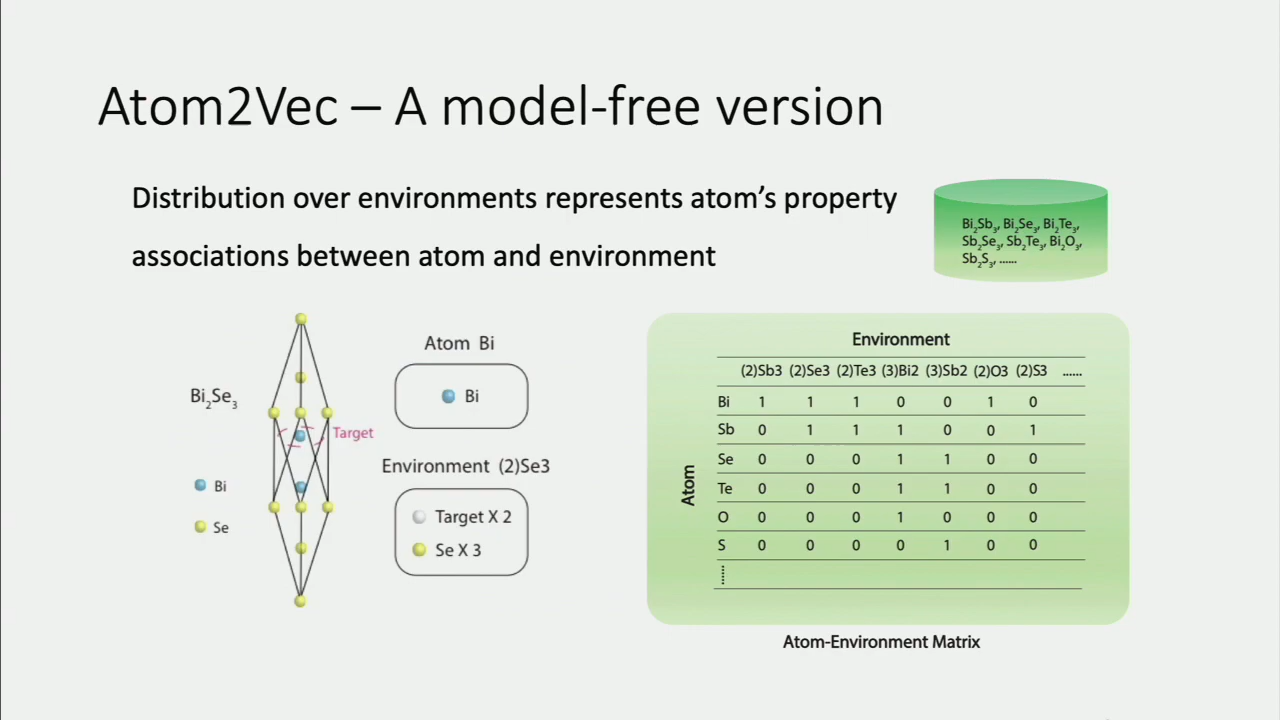 Atom2Vec – A model-free version
Distribution over environments represents atom's property
associations between atom and environment
Bi2Sb3, Bi2Se3, Bi2Te3,
Sb2Se3, Sb2Te3, Bi2O3,
Sb2S3, ......
Bi2Se3
Target
Bi
Se
Atom Bi
Bi
Environment (2)Se3
Target X 2
Se X 3
Environment
(2)Sb3 (2)Se3 (2)Te3 (3)Bi2 (3)Sb2 (2)O3 (2)S3 ......
Atom
Bi 1 1 1 0 0 1 0
Sb 0 1 1 1 0 0 1
Se 0 0 0 1 1 0 0
Te 0 0 0 1 1 0 0
O 0 0 0 1 0 0 0
S 0 0 0 0 1 0 0
Atom-Environment Matrix